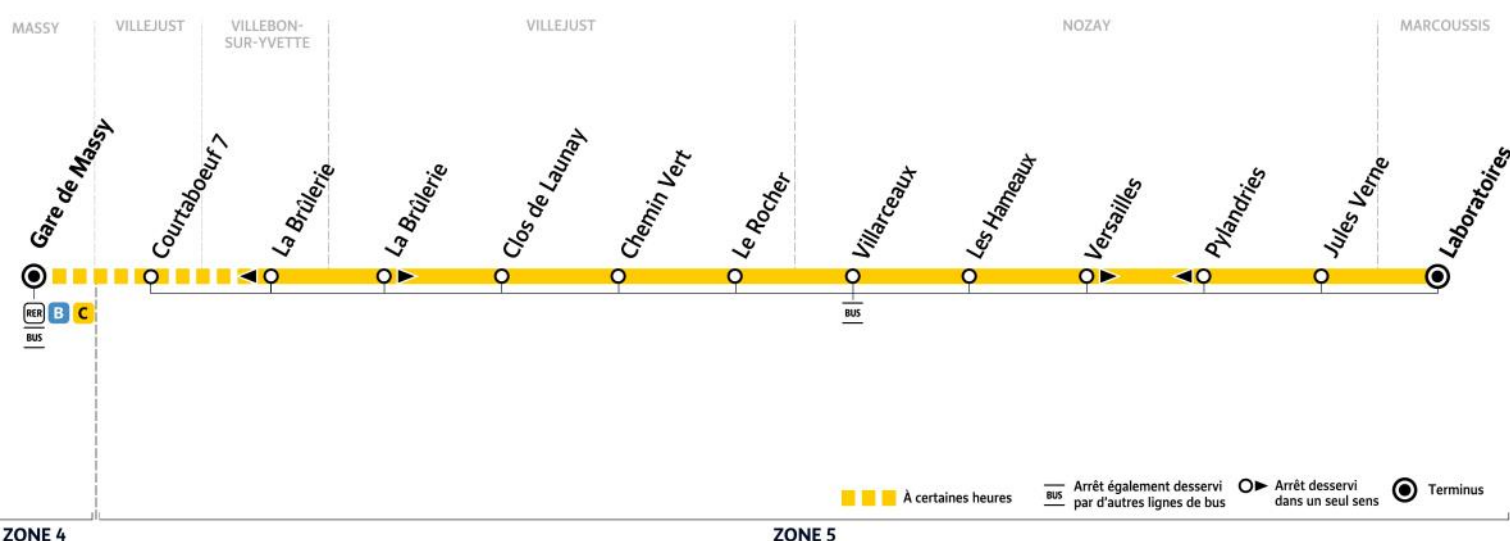 MASSY
VILLEJUST
VILLEBON-
SUR-YVETTE
VILLEJUST
NOZAY
MARCOUSSIS
Gare de Massy
Courtaboeuf 7
La Brûlerie
La Brûlerie
Clos de Launay
Chemin Vert
Le Rocher
Villarceaux
Les Hameaux
Versailles
Pylandries
Jules Verne
Laboratoires
RER B C
BUS
BUS
À certaines heures
BUS
Arrêt également desservi
par d'autres lignes de bus
Arrêt desservi
dans un seul sens
Terminus
ZONE 4
ZONE 5